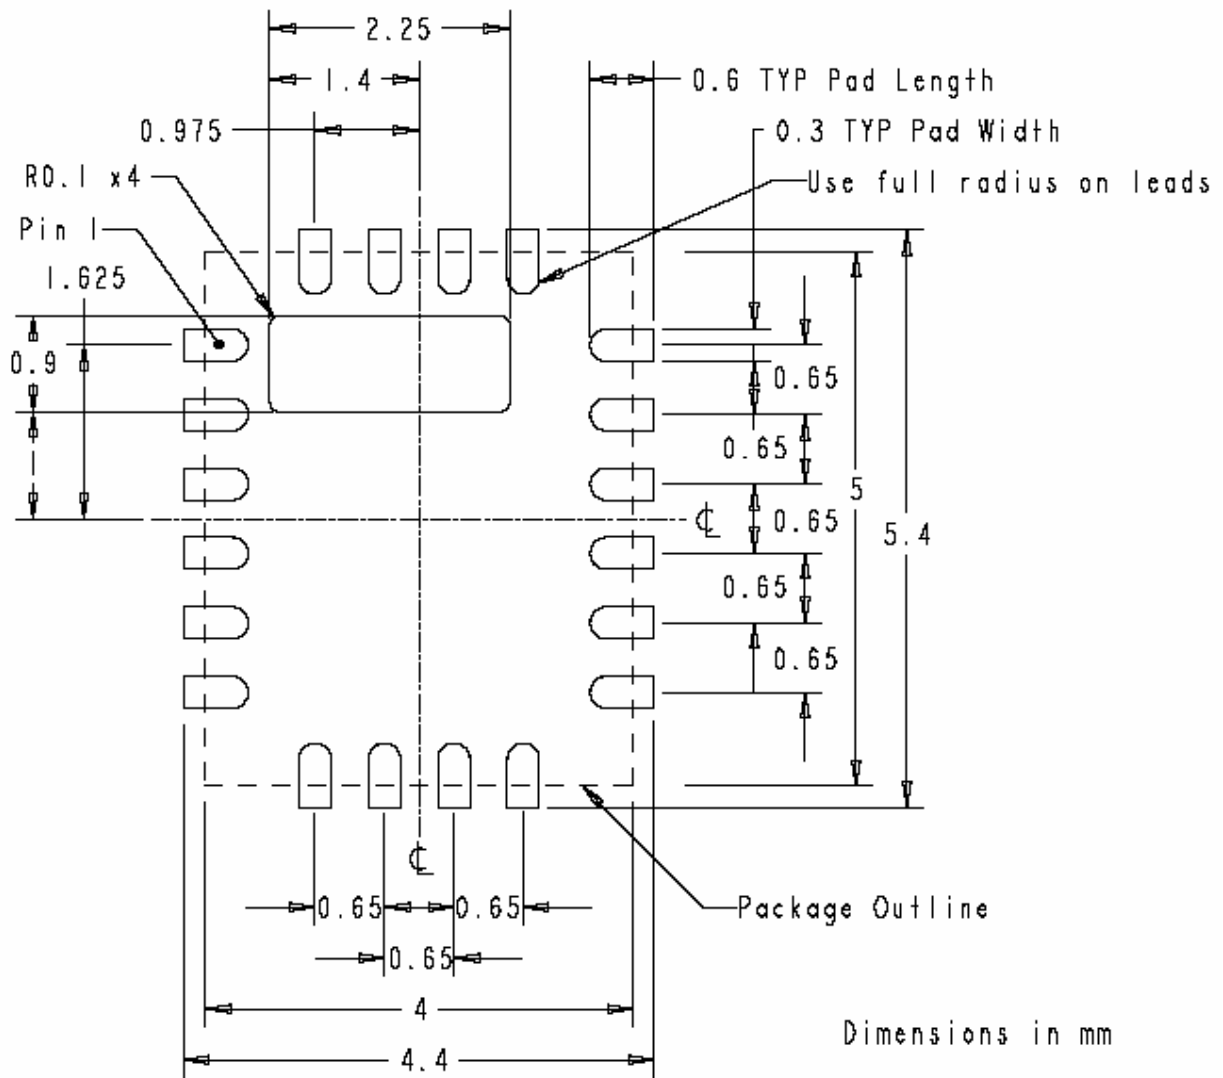 2.25
1.4
0.6 TYP Pad Length
0.975
0.3 TYP Pad Width
R0.1 x4
Use full radius on leads
Pin 1
1.625
0.9
0.65
0.65
5
0.65
5.4
0.65
0.65
0.65
0.65
0.65
Package Outline
4
Dimensions in mm
4.4